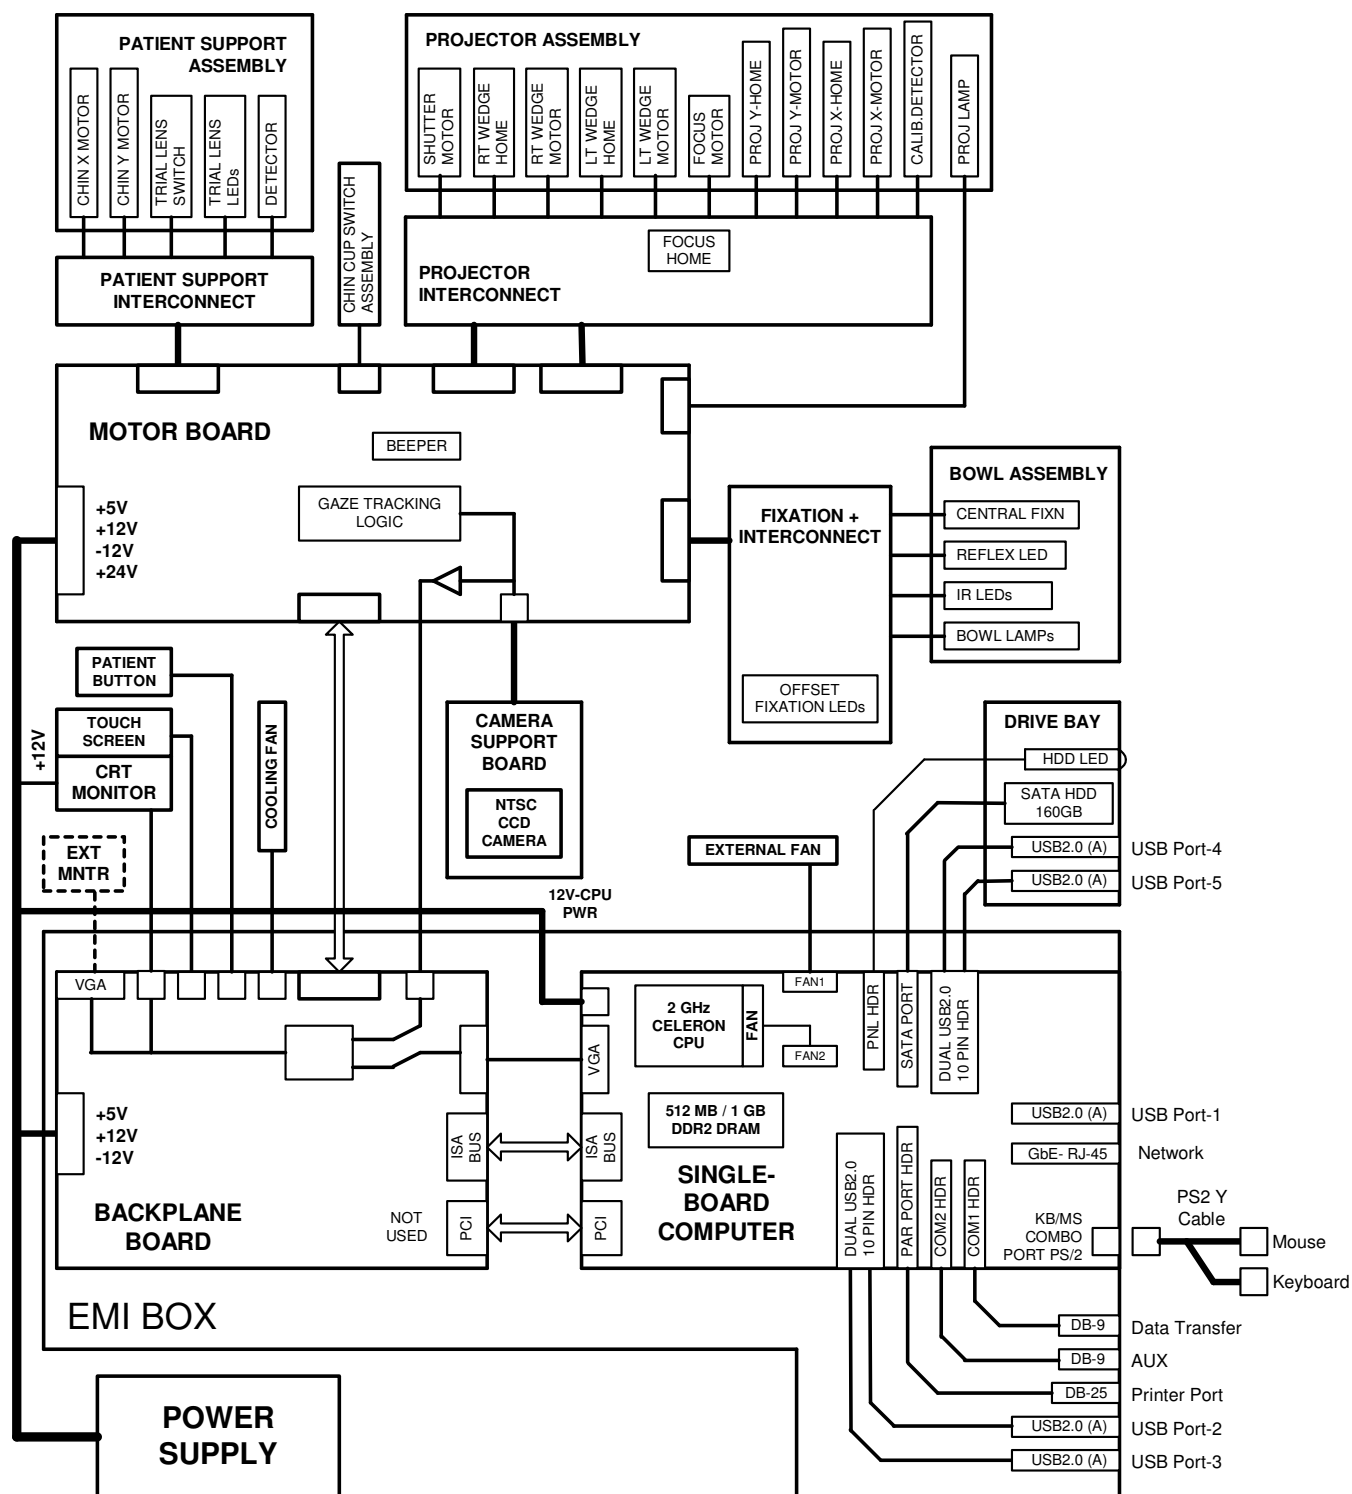 PATIENT SUPPORT
ASSEMBLY
CHIN X MOTOR
CHIN Y MOTOR
TRIAL LENS
SWITCH
TRIAL LENS
LEDs
DETECTOR
PATIENT SUPPORT
INTERCONNECT
CHIN CUP SWITCH
ASSEMBLY
PROJECTOR ASSEMBLY
SHUTTER
MOTOR
RT WEDGE
HOME
RT WEDGE
MOTOR
LT WEDGE
HOME
LT WEDGE
MOTOR
FOCUS
MOTOR
PROJ Y-HOME
PROJ Y-MOTOR
PROJ X-HOME
PROJ X-MOTOR
CALIB.DETECTOR
PROJ LAMP
FOCUS
HOME
PROJECTOR
INTERCONNECT
MOTOR BOARD
BEEPER
GAZE TRACKING
LOGIC
+5V
+12V
-12V
+24V
FIXATION +
INTERCONNECT
OFFSET
FIXATION LEDs
BOWL ASSEMBLY
CENTRAL FIXN
REFLEX LED
IR LEDs
BOWL LAMPs
PATIENT
BUTTON
TOUCH
SCREEN
+12V
CRT
MONITOR
EXT
MNTR
COOLING FAN
CAMERA
SUPPORT
BOARD
NTSC
CCD
CAMERA
DRIVE BAY
HDD LED
SATA HDD
160GB
USB2.0 (A)
USB Port-4
USB2.0 (A)
USB Port-5
EXTERNAL FAN
12V-CPU
PWR
VGA
+5V
+12V
-12V
BACKPLANE
BOARD
NOT
USED
ISA
BUS
PCI
VGA
ISA
BUS
PCI
2 GHz
CELERON
CPU
FAN
FAN1
FAN2
512 MB / 1 GB
DDR2 DRAM
SINGLE-
BOARD
COMPUTER
PNL HDR
SATA PORT
DUAL USB2.0
10 PIN HDR
DUAL USB2.0
10 PIN HDR
PAR PORT HDR
COM2 HDR
COM1 HDR
USB2.0 (A)
USB Port-1
GbE- RJ-45
Network
KB/MS
COMBO
PORT PS/2
PS2 Y
Cable
Mouse
Keyboard
EMI BOX
DB-9
Data Transfer
DB-9
AUX
DB-25
Printer Port
USB2.0 (A)
USB Port-2
USB2.0 (A)
USB Port-3
POWER
SUPPLY